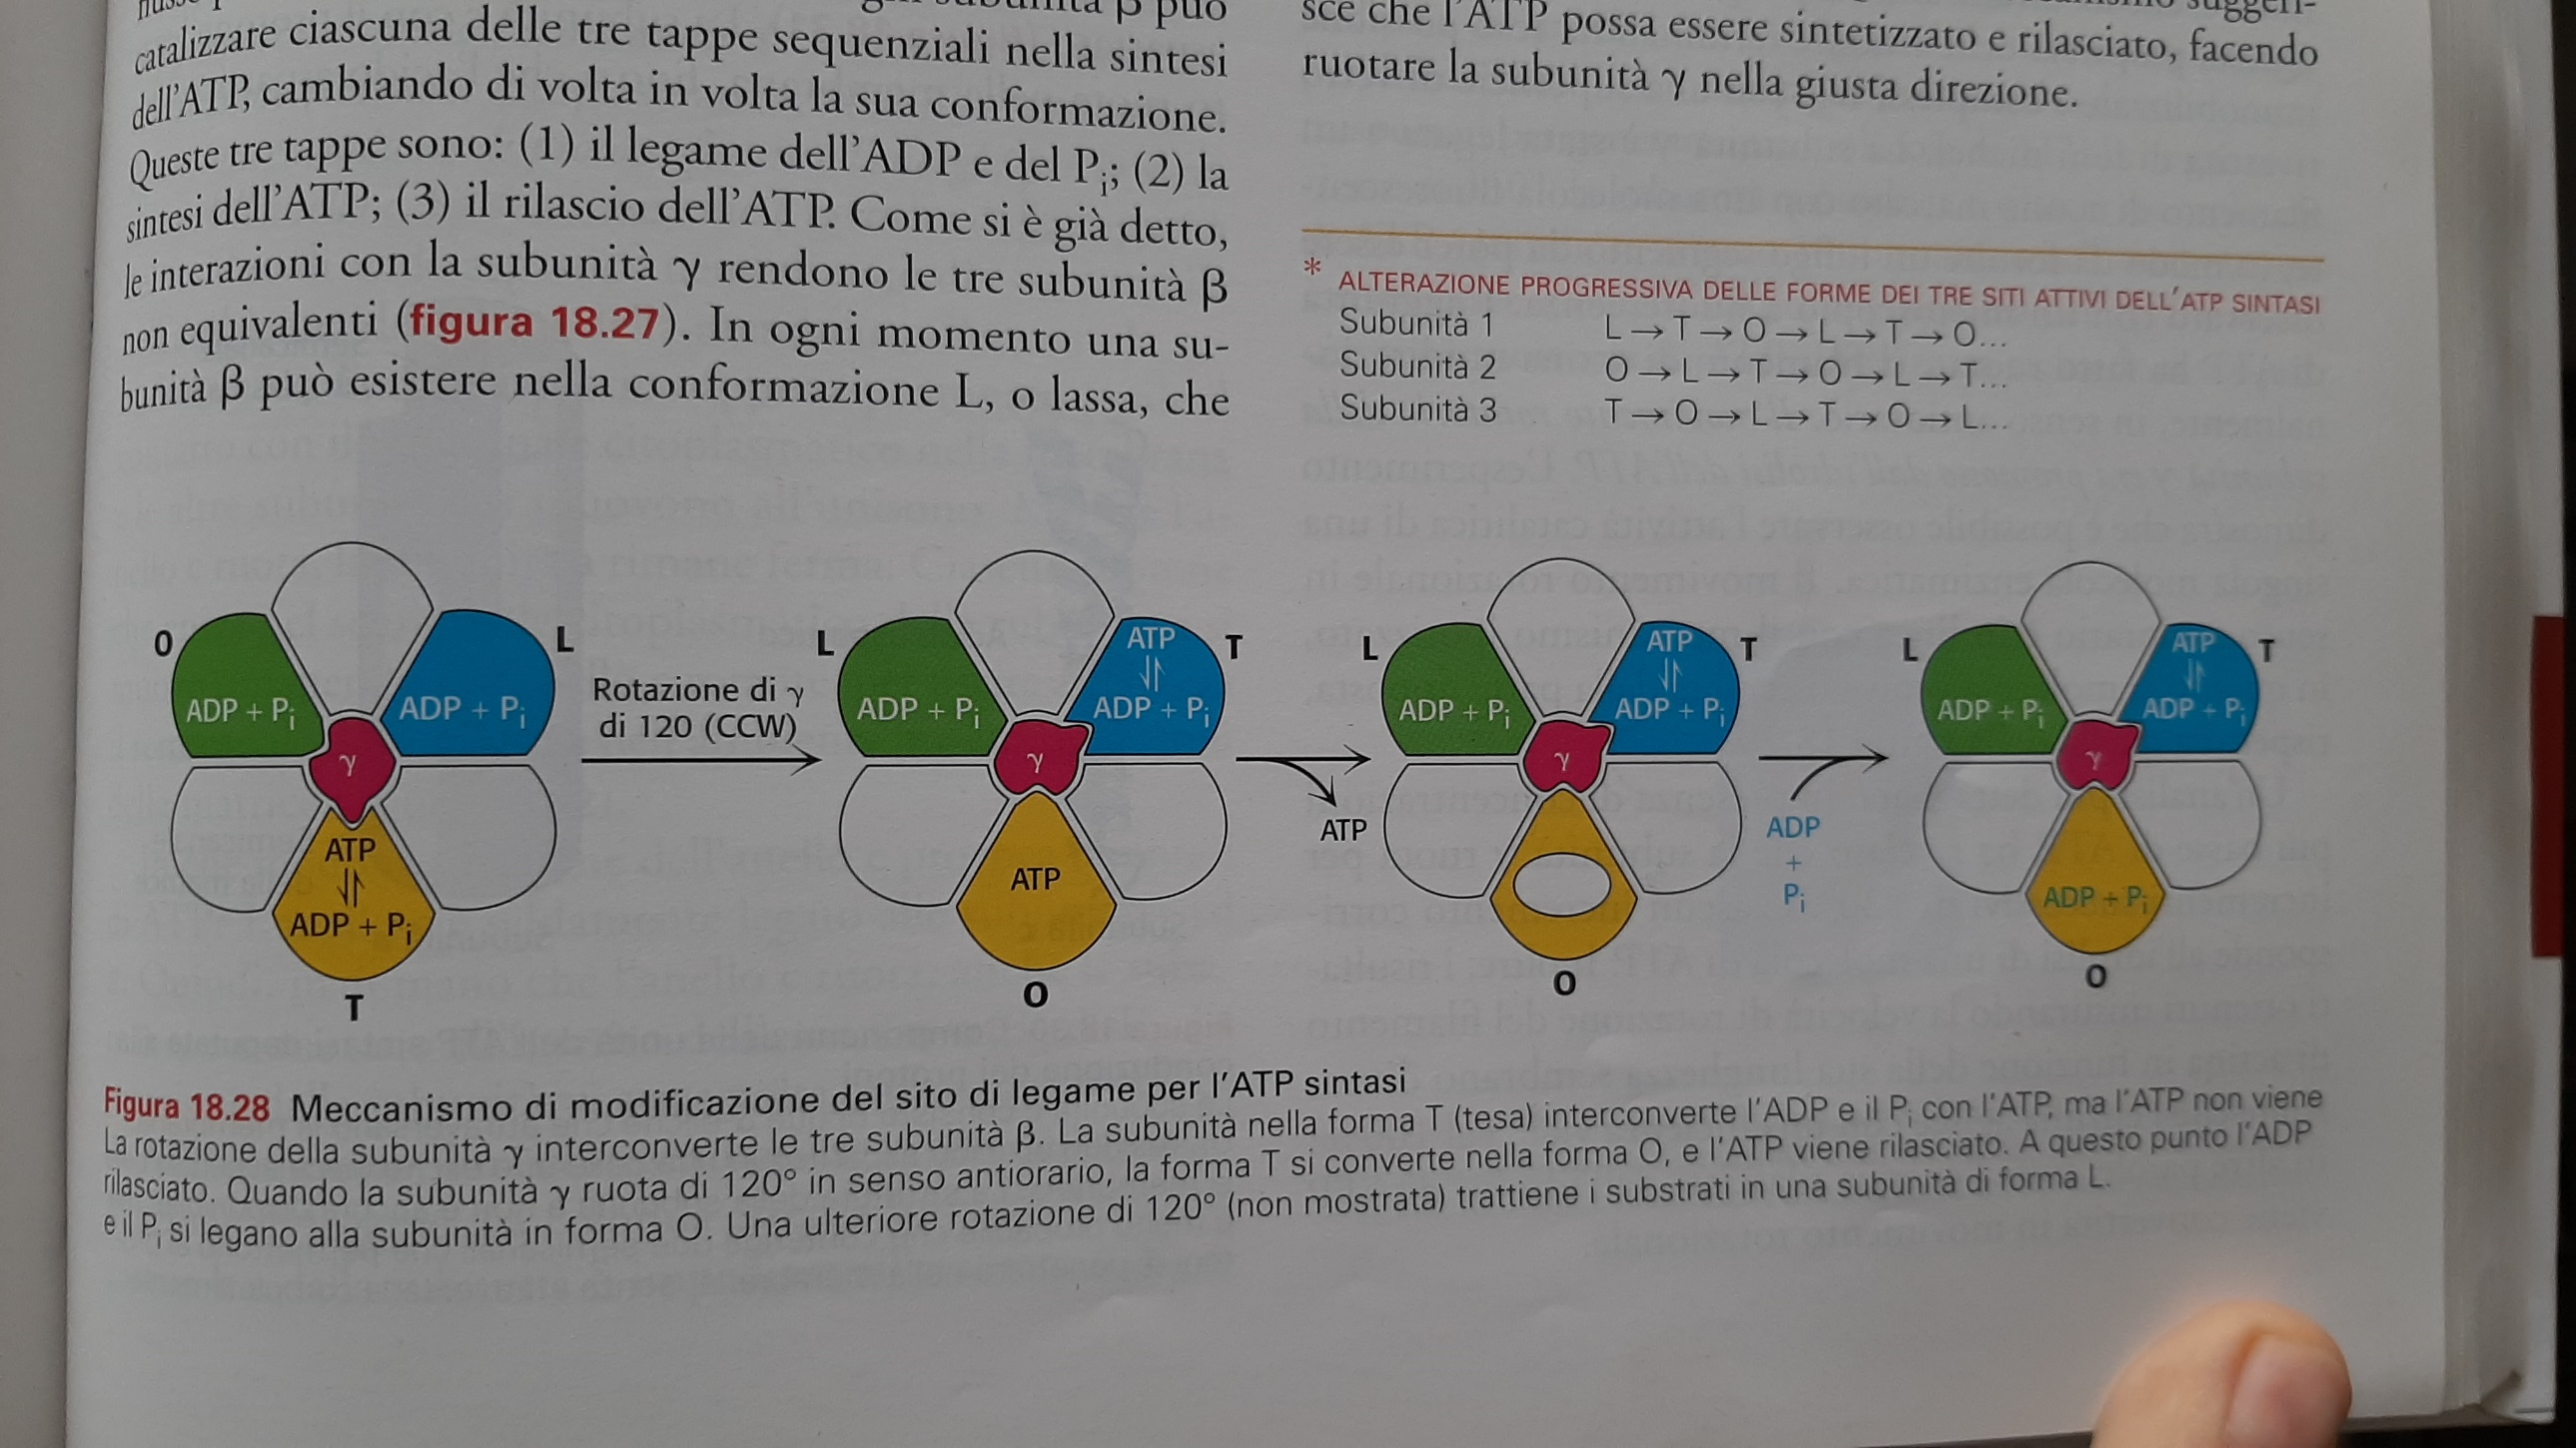 può
catalizzare ciascuna delle tre tappe sequenziali nella sintesi
dell'ATP, cambiando di volta in volta la sua conformazione.
Queste tre tappe sono: (1) il legame dell'ADP e del Pi; (2) la
sintesi dell'ATP; (3) il rilascio dell'ATP. Come si è già detto,
le interazioni con la subunità γ rendono le tre subunità β
non equivalenti (figura 18.27). In ogni momento una su-
bunità β può esistere nella conformazione L, o lassa, che
sce che l'ATP possa essere sintetizzato e rilasciato, facendo
ruotare la subunità γ nella giusta direzione.
* ALTERAZIONE PROGRESSIVA DELLE FORME DEI TRE SITI ATTIVI DELL'ATP SINTASI
Subunità 1 L → T → O → L → T → O...
Subunità 2 O → L → T → O → L → T...
Subunità 3 T → O → L → T → O → L...
O
L
ADP + Pi
ADP + Pi
γ
ATP
⇌
ADP + Pi
T
Rotazione di γ
di 120 (CCW)
L
T
ADP + Pi
ATP
⇌
ADP + Pi
γ
ATP
O
ATP
L
T
ADP + Pi
ATP
⇌
ADP + Pi
γ
O
ADP
+
Pi
L
T
ADP + Pi
ATP
⇌
ADP + Pi
γ
ADP + Pi
O
Figura 18.28 Meccanismo di modificazione del sito di legame per l'ATP sintasi
La rotazione della subunità γ interconverte le tre subunità β. La subunità nella forma T (tesa) interconverte l'ADP e il Pi con l'ATP, ma l'ATP non viene
rilasciato. Quando la subunità γ ruota di 120° in senso antiorario, la forma T si converte nella forma O, e l'ATP viene rilasciato. A questo punto l'ADP
e il Pi si legano alla subunità in forma O. Una ulteriore rotazione di 120° (non mostrata) trattiene i substrati in una subunità di forma L.